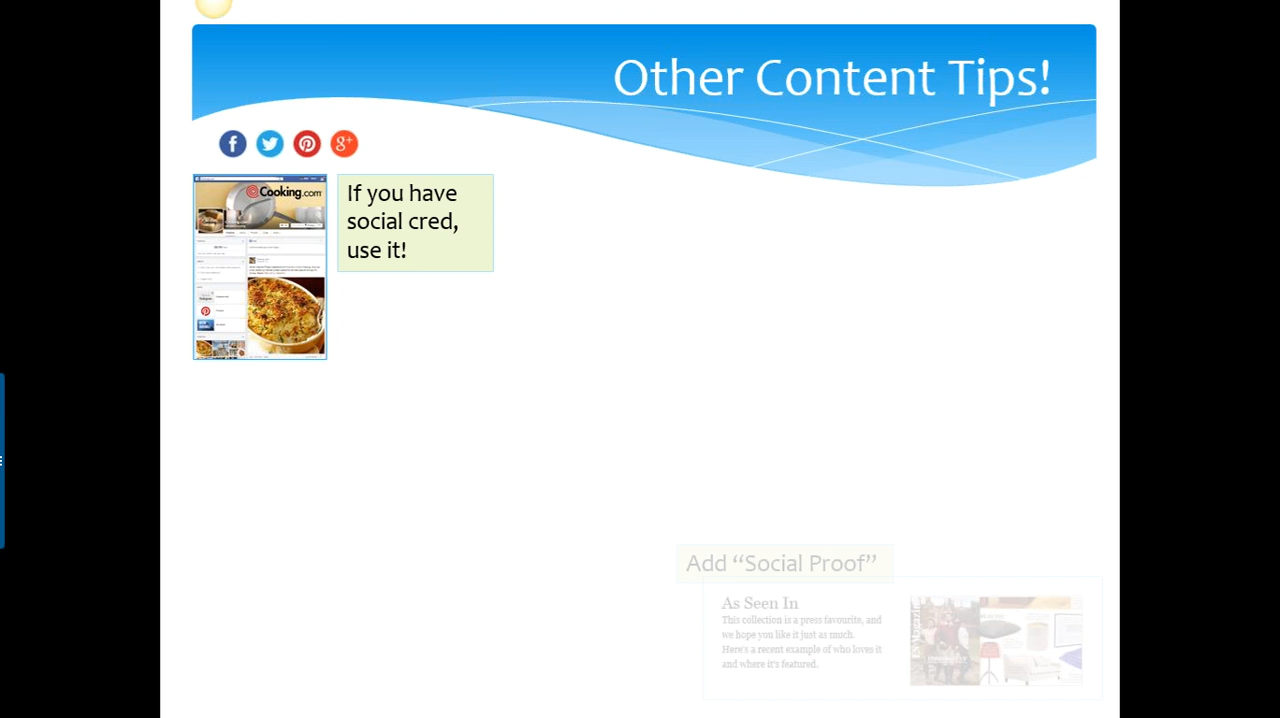 Other Content Tips!
f
g+
Cooking.com
If you have
social cred,
use it!
Add “Social Proof”
As Seen In
This collection is a press favourite, and
we hope you like it just as much.
Here's a recent example of who loves it
and where it's featured.